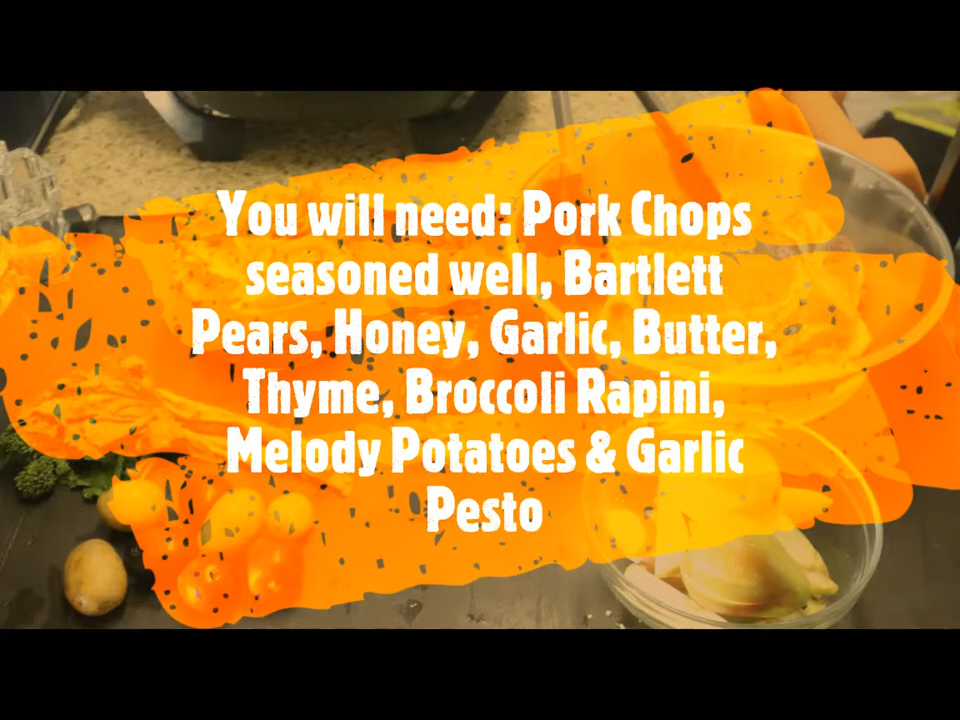 You will need: Pork Chops
seasoned well, Bartlett
Pears, Honey, Garlic, Butter,
Thyme, Broccoli Rapini,
Melody Potatoes & Garlic
Pesto